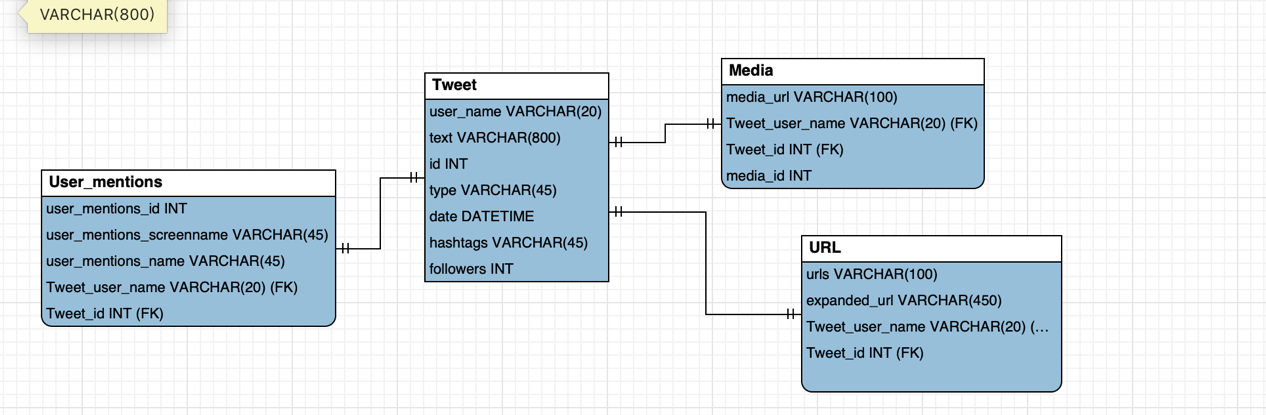 VARCHAR(800)
Tweet
user_name VARCHAR(20)
text VARCHAR(800)
id INT
type VARCHAR(45)
date DATETIME
hashtags VARCHAR(45)
followers INT
Media
media_url VARCHAR(100)
Tweet_user_name VARCHAR(20) (FK)
Tweet_id INT (FK)
media_id INT
User_mentions
user_mentions_id INT
user_mentions_screenname VARCHAR(45)
user_mentions_name VARCHAR(45)
Tweet_user_name VARCHAR(20) (FK)
Tweet_id INT (FK)
URL
urls VARCHAR(100)
expanded_url VARCHAR(450)
Tweet_user_name VARCHAR(20) (...
Tweet_id INT (FK)